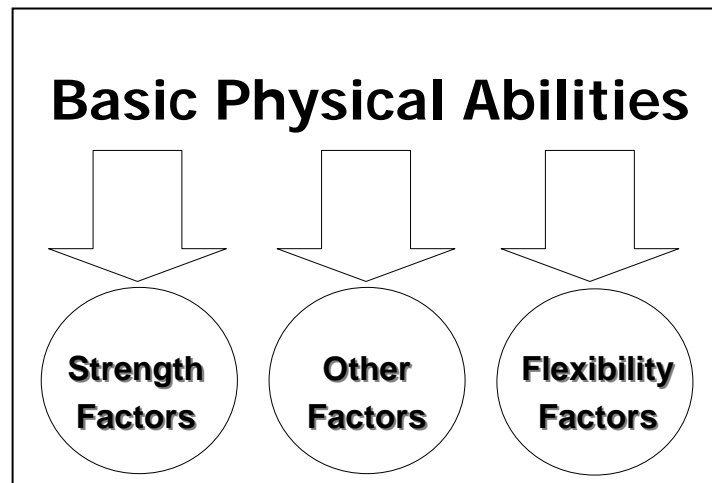 Basic Physical Abilities
Strength
Factors
Other
Factors
Flexibility
Factors